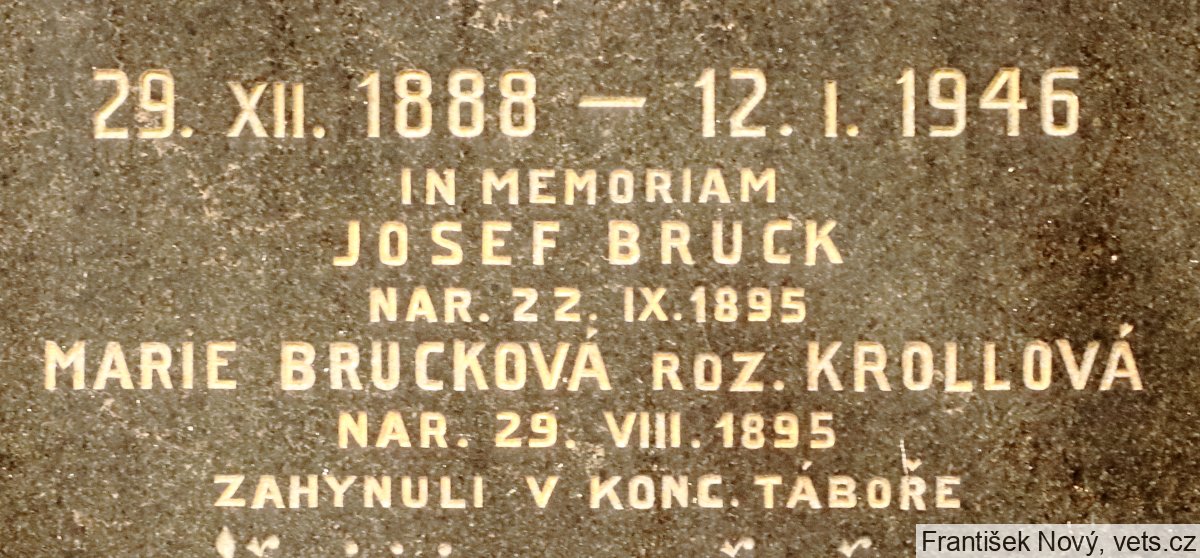 29. XII. 1888 — 12. I. 1946
IN MEMORIAM
JOSEF BRUCK
NAR. 22. IX. 1895
MARIE BRUCKOVÁ ROZ. KROLLOVÁ
NAR. 29. VIII. 1895
ZAHYNULI V KONC. TÁBOŘE
František Nový, vets.cz